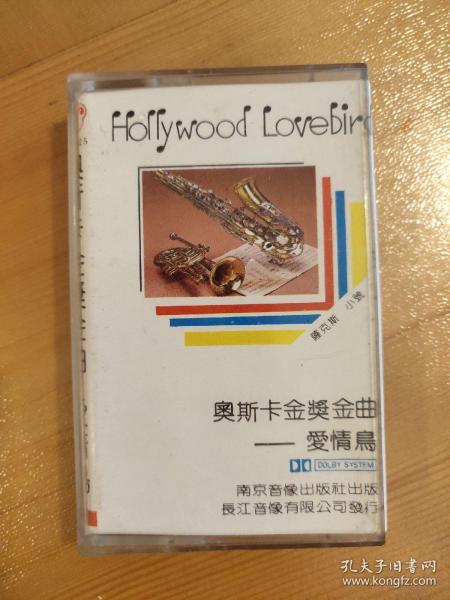 Hollywood Lovebird
薩克斯 小號
奧斯卡金獎金曲
—— 愛情鳥
DOLBY SYSTEM
南京音像出版社出版
長江音像有限公司發行
孔夫子旧书网
www.kongfz.com